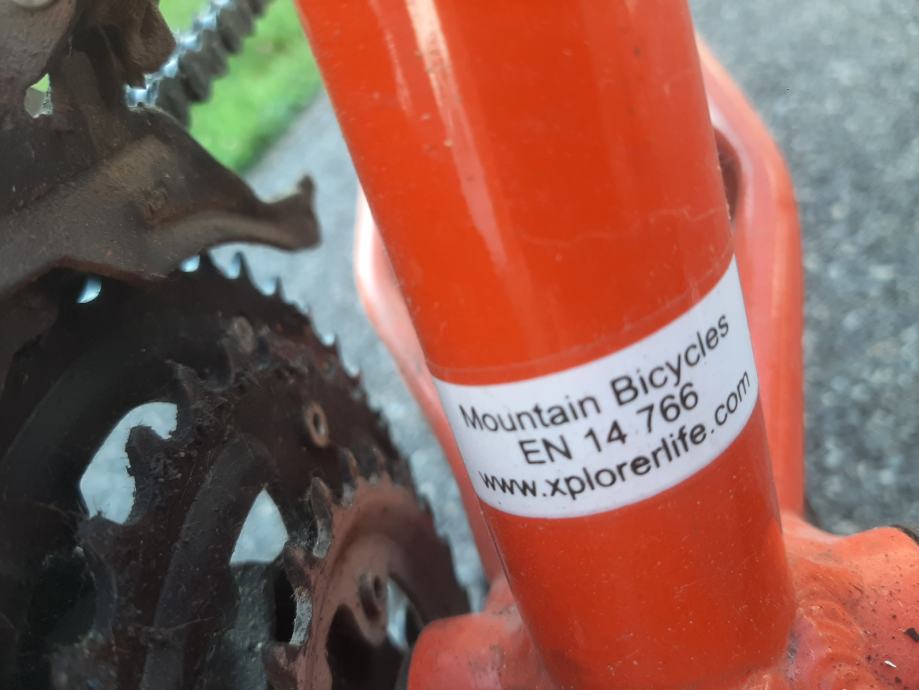 Mountain Bicycles
EN 14 766
www.xplorerlife.com